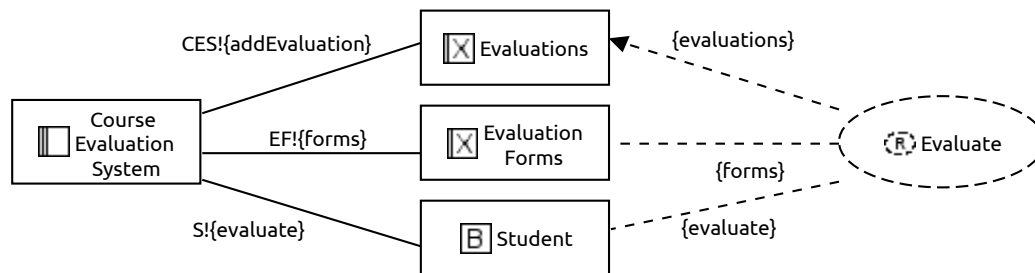 CES!{addEvaluation}
X Evaluations
{evaluations}
Course
Evaluation
System
EF!{forms}
X Evaluation
Forms
R Evaluate
{forms}
S!{evaluate}
B Student
{evaluate}